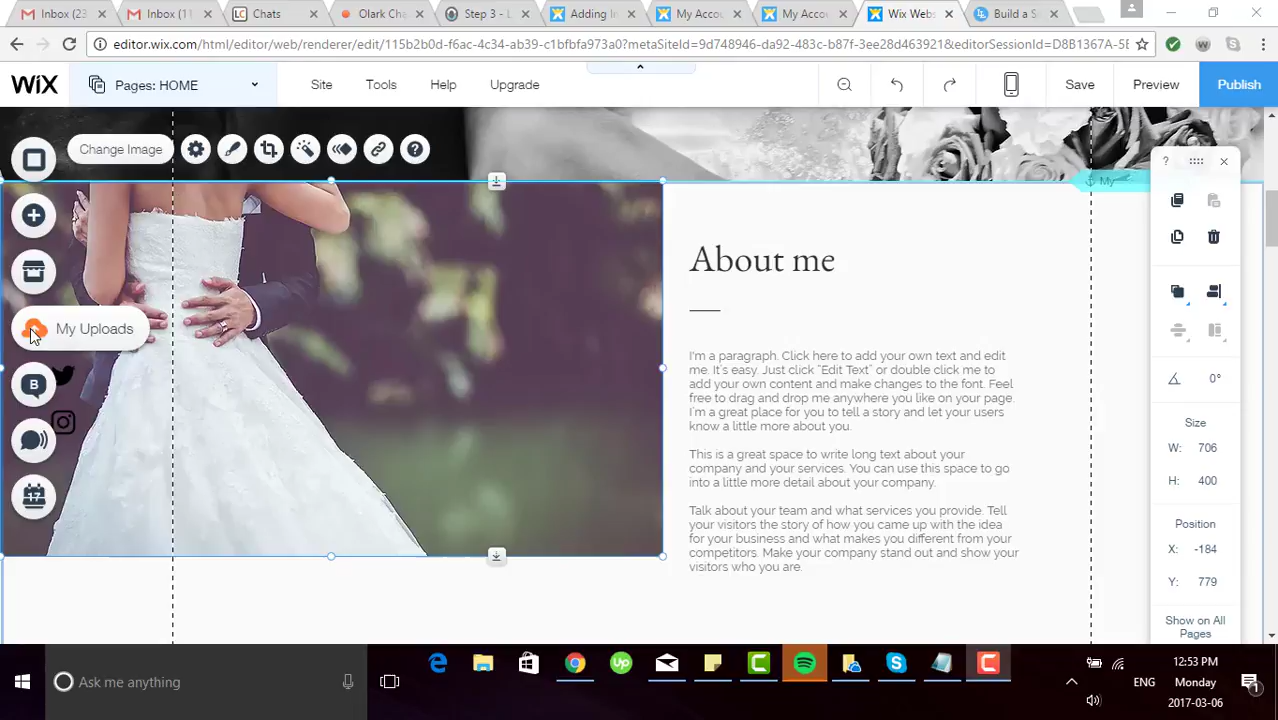 Inbox (23
Inbox (11
LC
Chats
Olark Cha
Step 3 - L
Adding In
My Accou
My Accou
Wix Webs
Build a S
editor.wix.com/html/editor/web/renderer/edit/115b2b0d-f6ac-4c34-ab39-c1bfbfa973a0?metaSiteId=9d748946-da92-483c-b87f-3ee28d463921&editorSessionId=D8B1367A-5E
WiX
Pages: HOME
Site
Tools
Help
Upgrade
Save
Preview
Publish
Change Image
?
My
?
My Uploads
B
17
About me
I'm a paragraph. Click here to add your own text and edit
me. It's easy. Just click "Edit Text" or double click me to
add your own content and make changes to the font. Feel
free to drag and drop me anywhere you like on your page.
I'm a great place for you to tell a story and let your users
know a little more about you.
This is a great space to write long text about your
company and your services. You can use this space to go
into a little more detail about your company.
Talk about your team and what services you provide. Tell
your visitors the story of how you came up with the idea
for your business and what makes you different from your
competitors. Make your company stand out and show your
visitors who you are.
0°
Size
W: 706
H: 400
Position
X: -184
Y: 779
Show on All
Pages
Ask me anything
Up
ENG
12:53 PM
Monday
2017-03-06
1